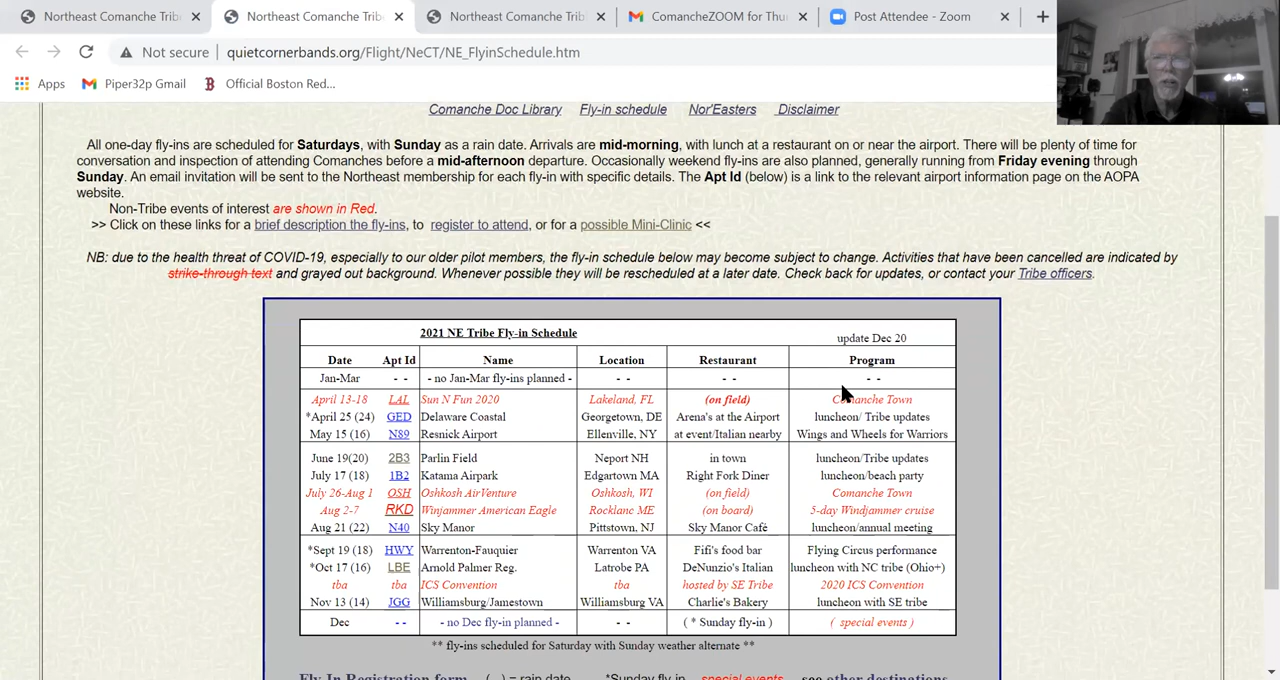 Northeast Comanche Trib
Northeast Comanche Trib
Northeast Comanche Trib
ComancheZOOM for Thu
Post Attendee - Zoom
Not secure
quietcornerbands.org/Flight/NeCT/NE_FlyinSchedule.htm
Apps
Piper32p Gmail
Official Boston Red...
Comanche Doc Library Fly-in schedule Nor'Easters Disclaimer
All one-day fly-ins are scheduled for Saturdays, with Sunday as a rain date. Arrivals are mid-morning, with lunch at a restaurant on or near the airport. There will be plenty of time for
conversation and inspection of attending Comanches before a mid-afternoon departure. Occasionally weekend fly-ins are also planned, generally running from Friday evening through
Sunday. An email invitation will be sent to the Northeast membership for each fly-in with specific details. The Apt Id (below) is a link to the relevant airport information page on the AOPA
website.
Non-Tribe events of interest are shown in Red.
>> Click on these links for a brief description the fly-ins, to register to attend, or for a possible Mini-Clinic <<
NB: due to the health threat of COVID-19, especially to our older pilot members, the fly-in schedule below may become subject to change. Activities that have been cancelled are indicated by
strike-through text and grayed out background. Whenever possible they will be rescheduled at a later date. Check back for updates, or contact your Tribe officers.
2021 NE Tribe Fly-in Schedule update Dec 20
Date Apt Id Name Location Restaurant Program
Jan-Mar - - - no Jan-Mar fly-ins planned - - - - - - -
April 13-18 LAL Sun N Fun 2020 Lakeland, FL (on field) Comanche Town
*April 25 (24) GED Delaware Coastal Georgetown, DE Arena's at the Airport luncheon/ Tribe updates
May 15 (16) N89 Resnick Airport Ellenville, NY at event/Italian nearby Wings and Wheels for Warriors
June 19(20) 2B3 Parlin Field Neport NH in town luncheon/Tribe updates
July 17 (18) 1B2 Katama Airpark Edgartown MA Right Fork Diner luncheon/beach party
July 26-Aug 1 OSH Oshkosh AirVenture Oshkosh, WI (on field) Comanche Town
Aug 2-7 RKD Winjammer American Eagle Rocklanc ME (on board) 5-day Windjammer cruise
Aug 21 (22) N40 Sky Manor Pittstown, NJ Sky Manor Café luncheon/annual meeting
*Sept 19 (18) HWY Warrenton-Fauquier Warrenton VA Fifi's food bar Flying Circus performance
*Oct 17 (16) LBE Arnold Palmer Reg. Latrobe PA DeNunzio's Italian luncheon with NC tribe (Ohio+)
tba tba ICS Convention tba hosted by SE Tribe 2020 ICS Convention
Nov 13 (14) JGG Williamsburg/Jamestown Williamsburg VA Charlie's Bakery luncheon with SE tribe
Dec - - - no Dec fly-in planned - - - ( * Sunday fly-in ) ( special events )
** fly-ins scheduled for Saturday with Sunday weather alternate **
Fly-In Registration form (...) = rain date *Sunday fly-in special events see other destinations